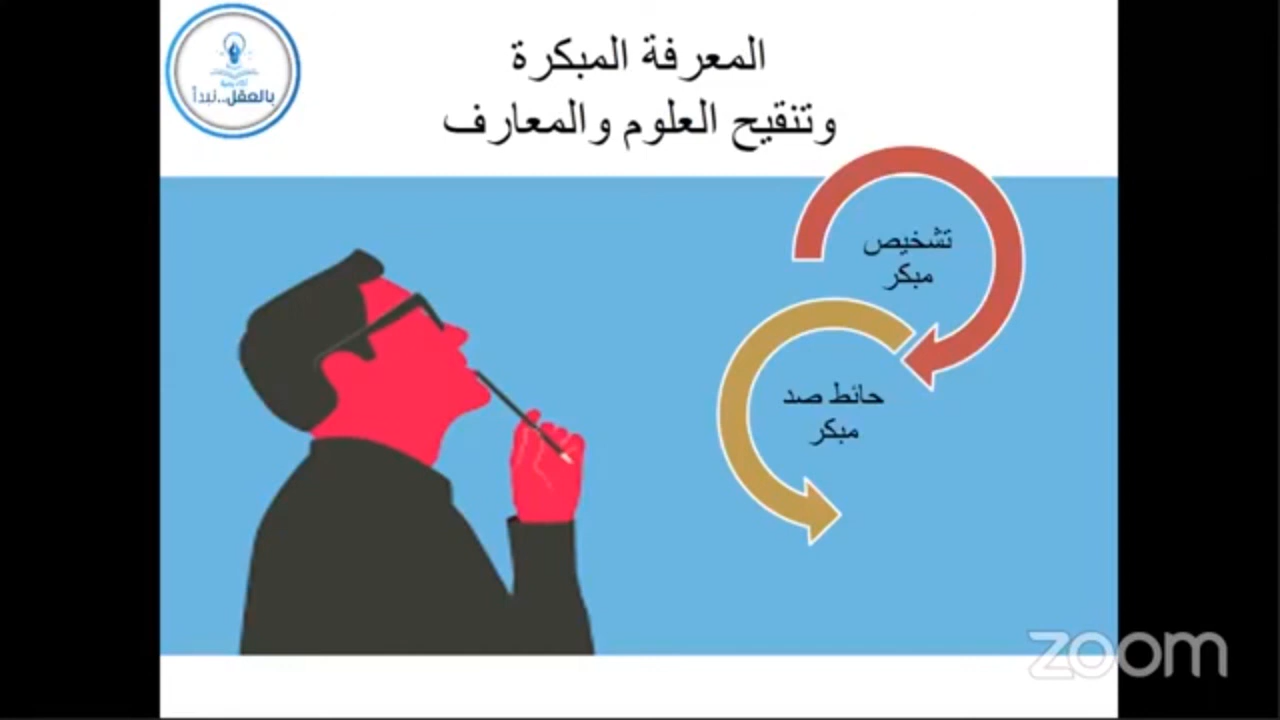 المعرفة المبكرة
وتنقيح العلوم والمعارف
بالعقل..نبدأ
تشخيص
مبكر
حائط صد
مبكر
zoom